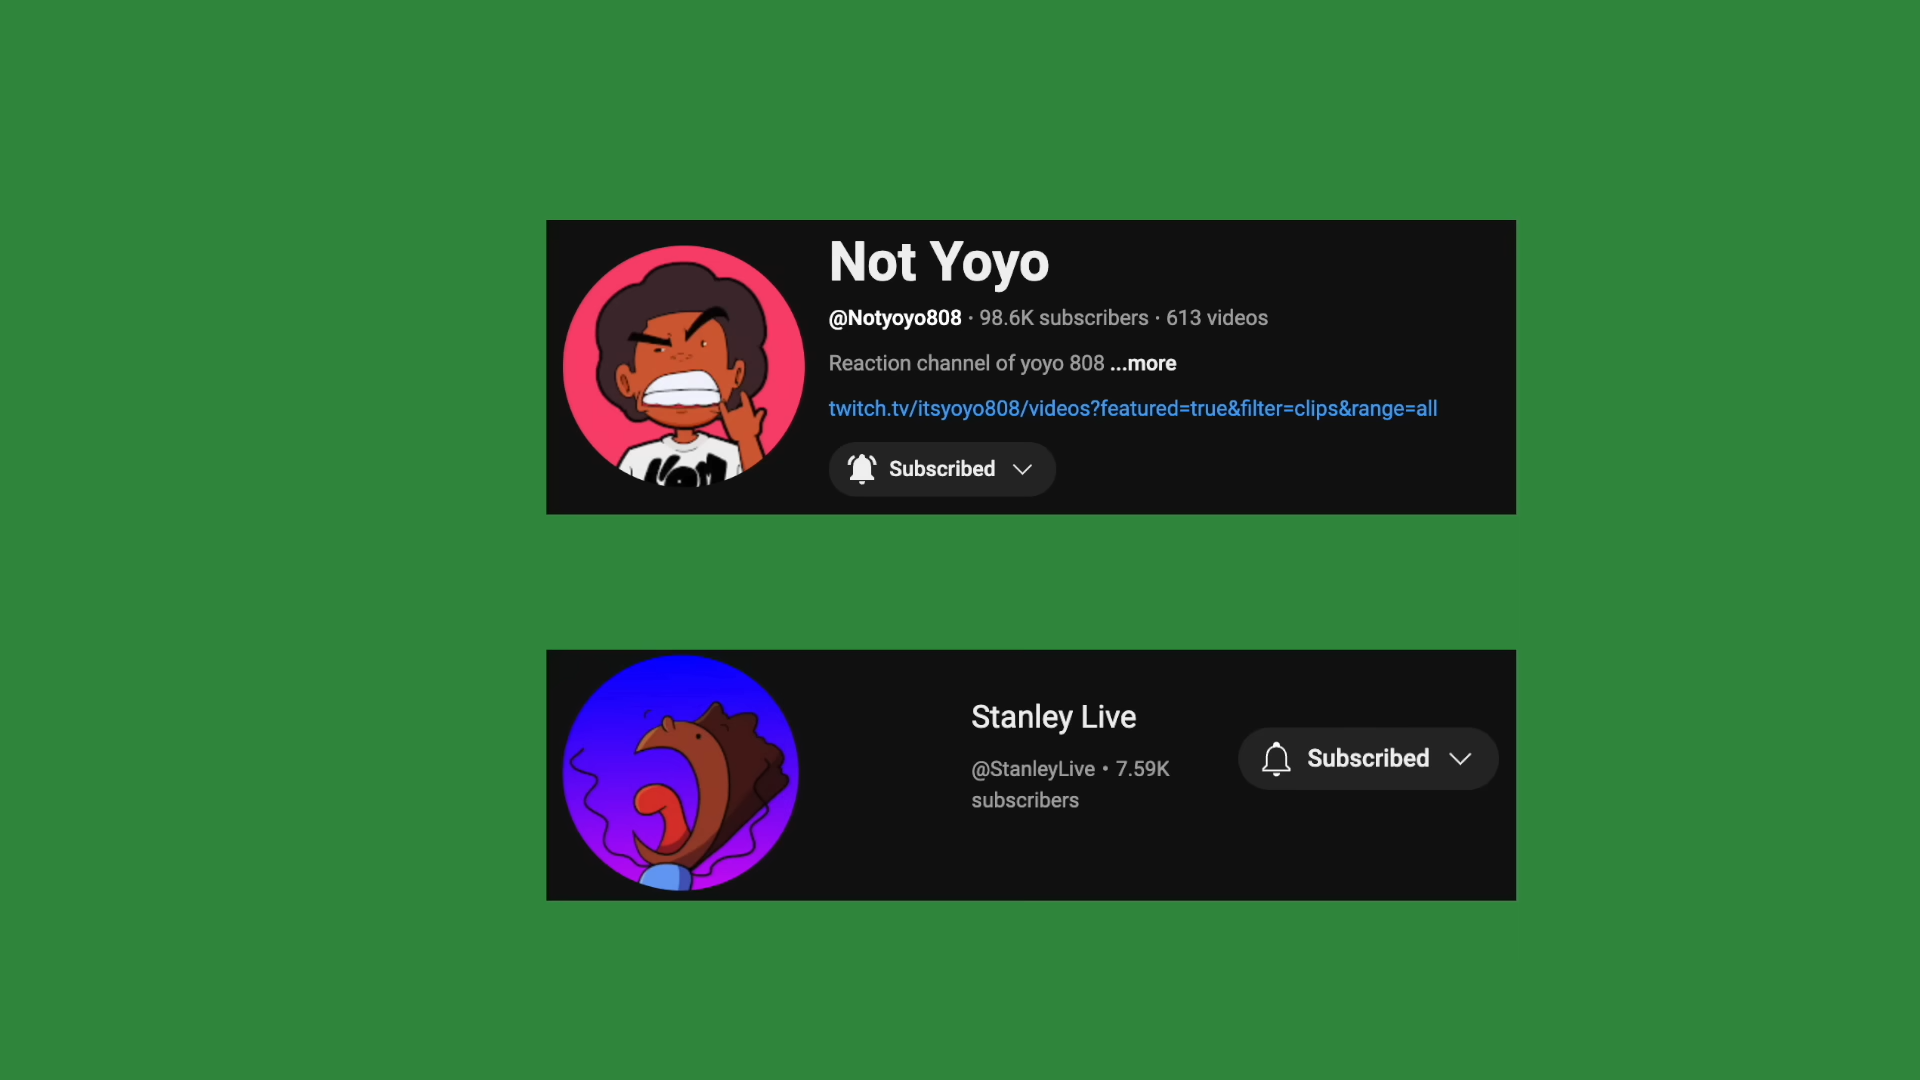 Not Yoyo
@Notyoyo808 · 98.6K subscribers · 613 videos
Reaction channel of yoyo 808 ...more
twitch.tv/itsyoyo808/videos?featured=true&filter=clips&range=all
Subscribed
Stanley Live
@StanleyLive • 7.59K
subscribers
Subscribed